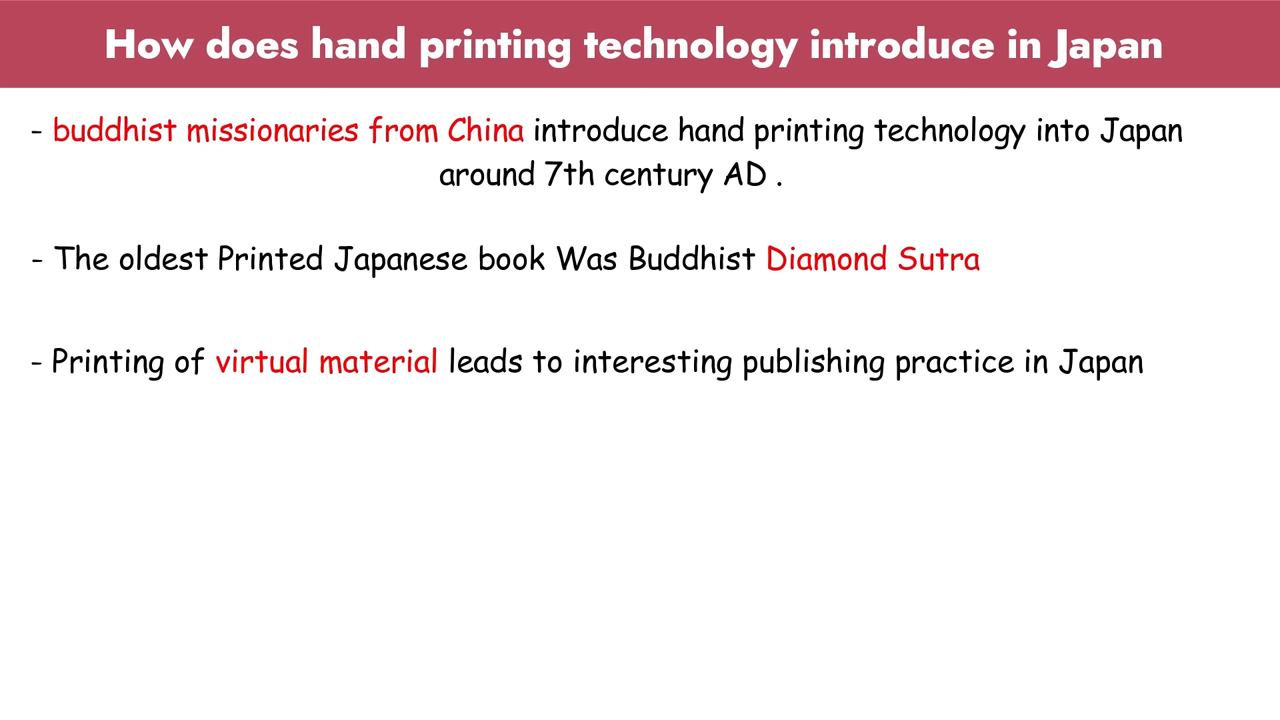 How does hand printing technology introduce in Japan
- buddhist missionaries from China introduce hand printing technology into Japan
around 7th century AD .
- The oldest Printed Japanese book Was Buddhist Diamond Sutra
- Printing of virtual material leads to interesting publishing practice in Japan